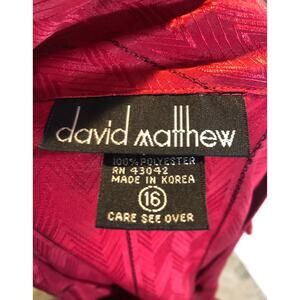 david matthew
100% POLYESTER
RN 43042
MADE IN KOREA
16
CARE SEE OVER